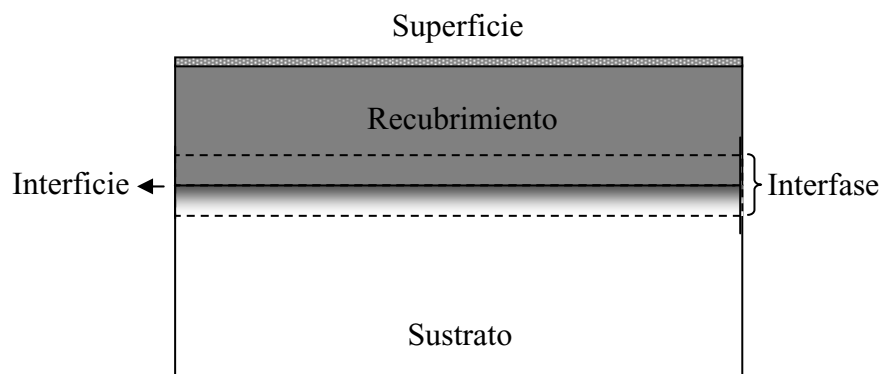 Superficie
Recubrimiento
Interficie
Interfase
Sustrato